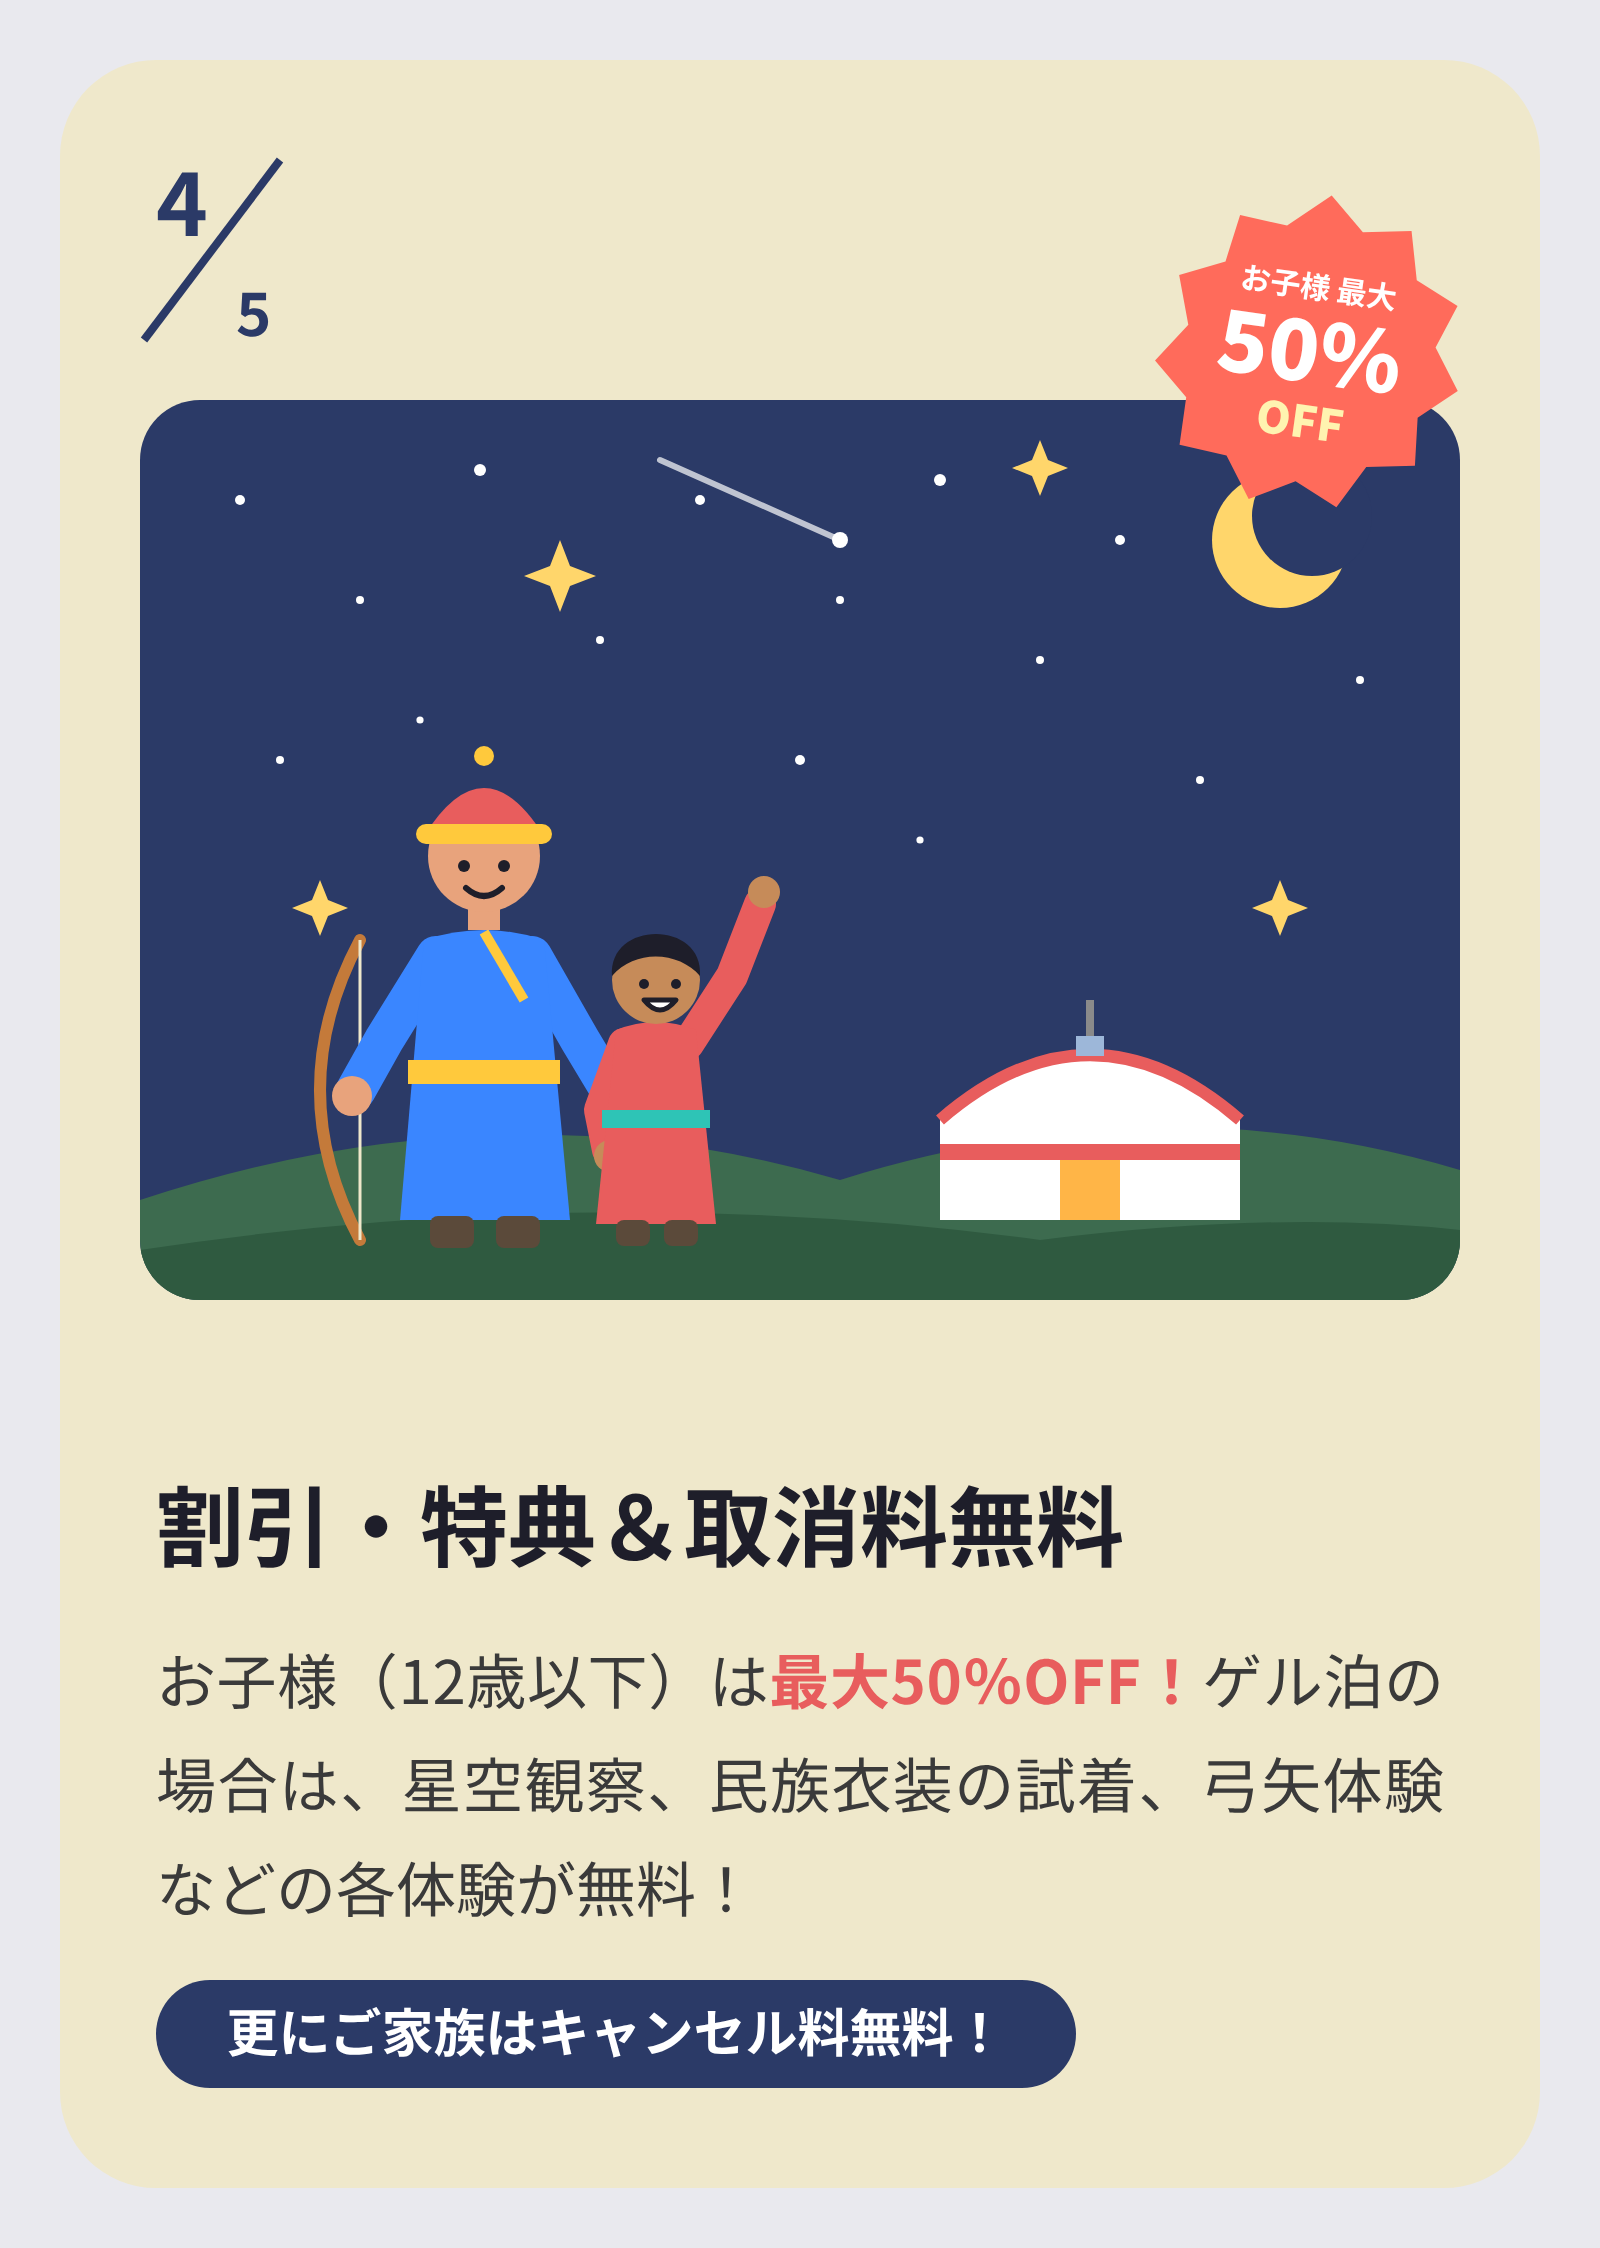 4/5
お子様 最大
50%
OFF
割引・特典＆取消料無料
お子様（12歳以下）は最大50%OFF！ゲル泊の
場合は、星空観察、民族衣装の試着、弓矢体験
などの各体験が無料！
更にご家族はキャンセル料無料！